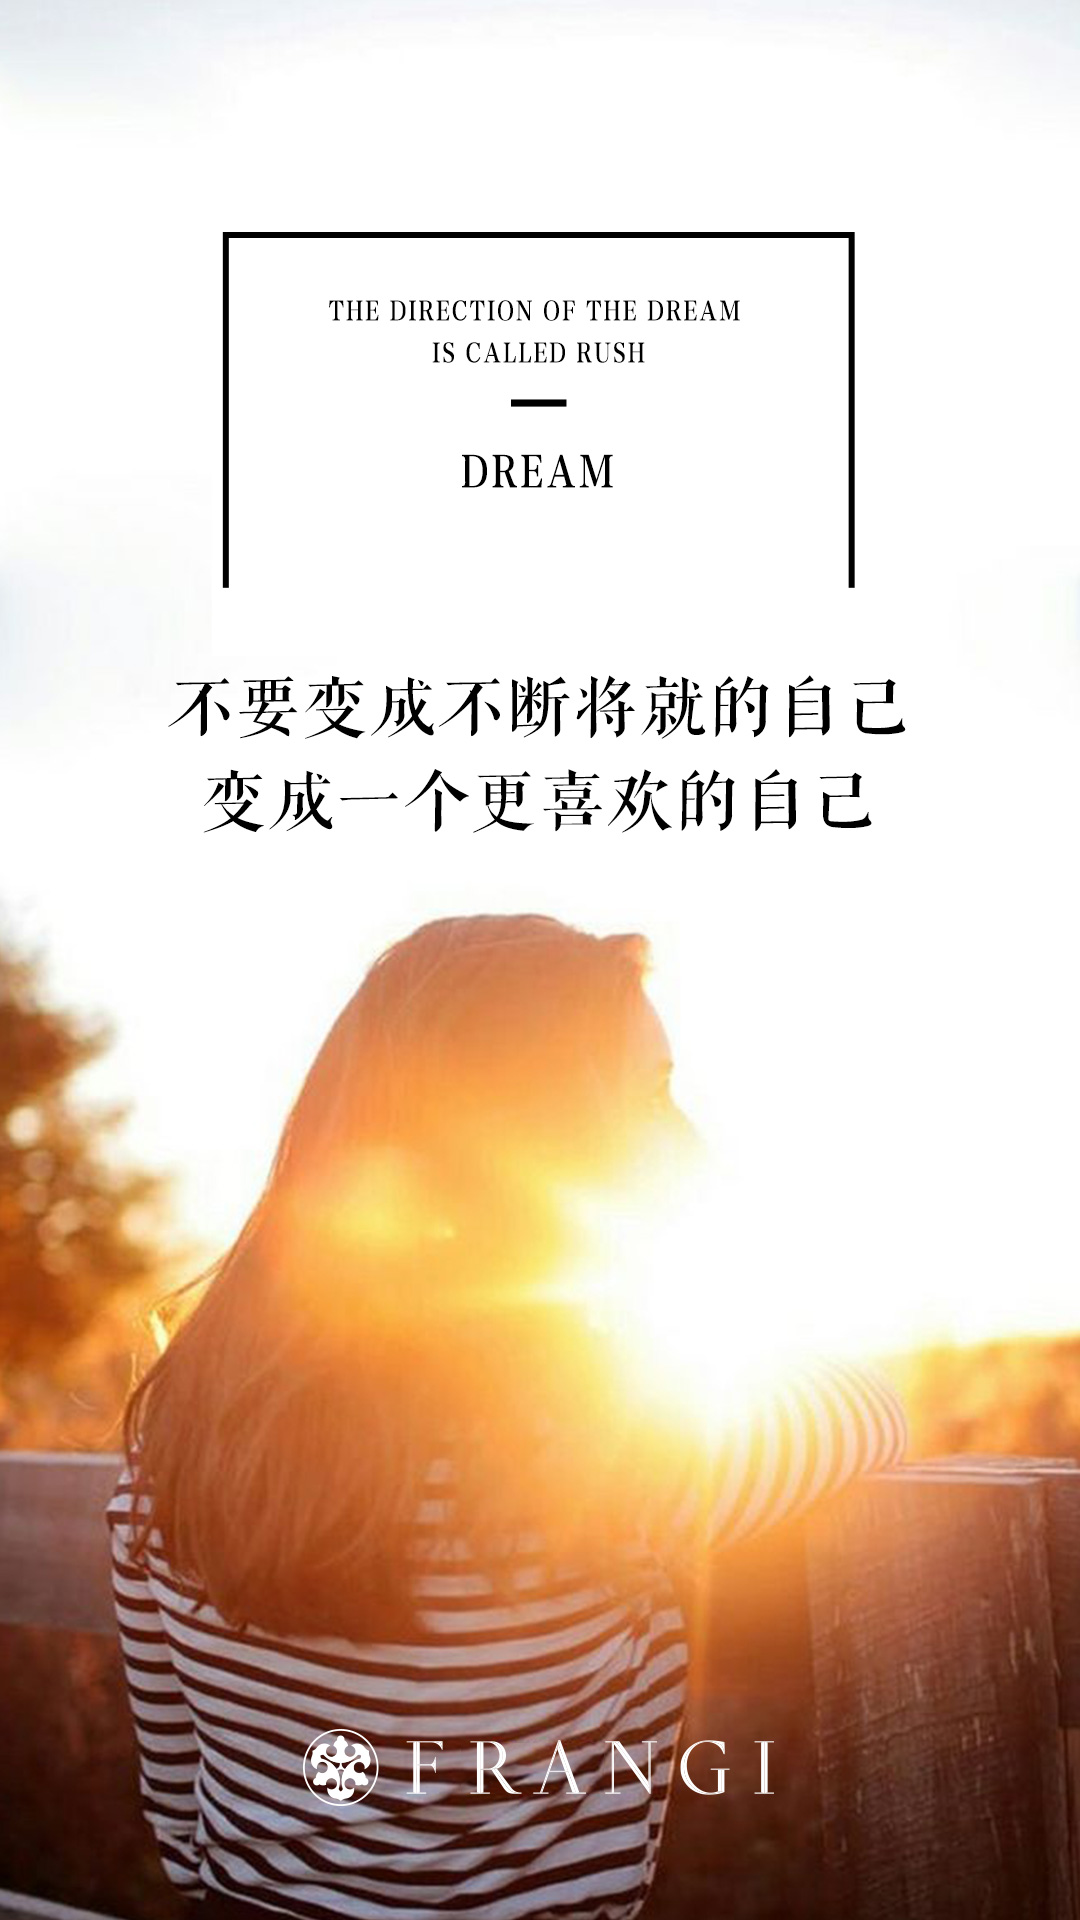 THE DIRECTION OF THE DREAM
IS CALLED RUSH
DREAM
不要变成不断将就的自己
变成一个更喜欢的自己
FRANGI